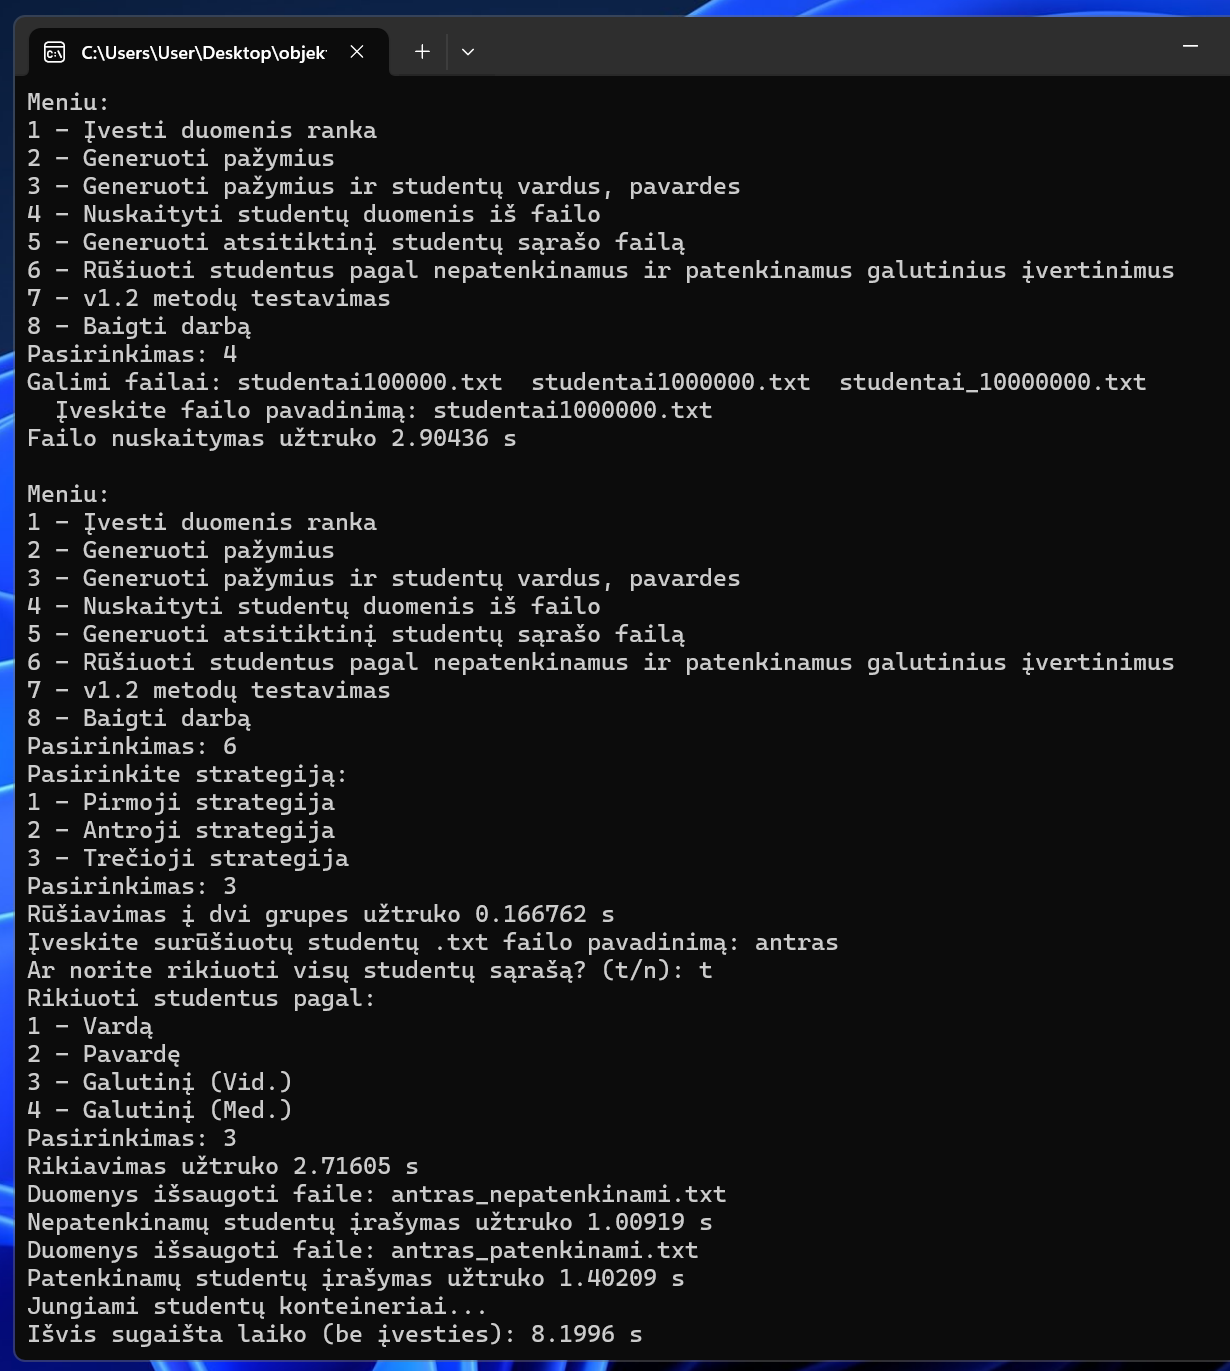 C:\Users\User\Desktop\objek
Meniu:
1 - Įvesti duomenis ranka
2 - Generuoti pažymius
3 - Generuoti pažymius ir studentų vardus, pavardes
4 - Nuskaityti studentų duomenis iš failo
5 - Generuoti atsitiktinį studentų sąrašo failą
6 - Rūšiuoti studentus pagal nepatenkinamus ir patenkinamus galutinius įvertinimus
7 - v1.2 metodų testavimas
8 - Baigti darbą
Pasirinkimas: 4
Galimi failai: studentai100000.txt  studentai1000000.txt  studentai_10000000.txt
  Įveskite failo pavadinimą: studentai1000000.txt
Failo nuskaitymas užtruko 2.90436 s
Meniu:
1 - Įvesti duomenis ranka
2 - Generuoti pažymius
3 - Generuoti pažymius ir studentų vardus, pavardes
4 - Nuskaityti studentų duomenis iš failo
5 - Generuoti atsitiktinį studentų sąrašo failą
6 - Rūšiuoti studentus pagal nepatenkinamus ir patenkinamus galutinius įvertinimus
7 - v1.2 metodų testavimas
8 - Baigti darbą
Pasirinkimas: 6
Pasirinkite strategiją:
1 - Pirmoji strategija
2 - Antroji strategija
3 - Trečioji strategija
Pasirinkimas: 3
Rūšiavimas į dvi grupes užtruko 0.166762 s
Įveskite surūšiuotų studentų .txt failo pavadinimą: antras
Ar norite rikiuoti visų studentų sąrašą? (t/n): t
Rikiuoti studentus pagal:
1 - Vardą
2 - Pavardę
3 - Galutinį (Vid.)
4 - Galutinį (Med.)
Pasirinkimas: 3
Rikiavimas užtruko 2.71605 s
Duomenys išsaugoti faile: antras_nepatenkinami.txt
Nepatenkinamų studentų įrašymas užtruko 1.00919 s
Duomenys išsaugoti faile: antras_patenkinami.txt
Patenkinamų studentų įrašymas užtruko 1.40209 s
Jungiami studentų konteineriai...
Išvis sugaišta laiko (be įvesties): 8.1996 s